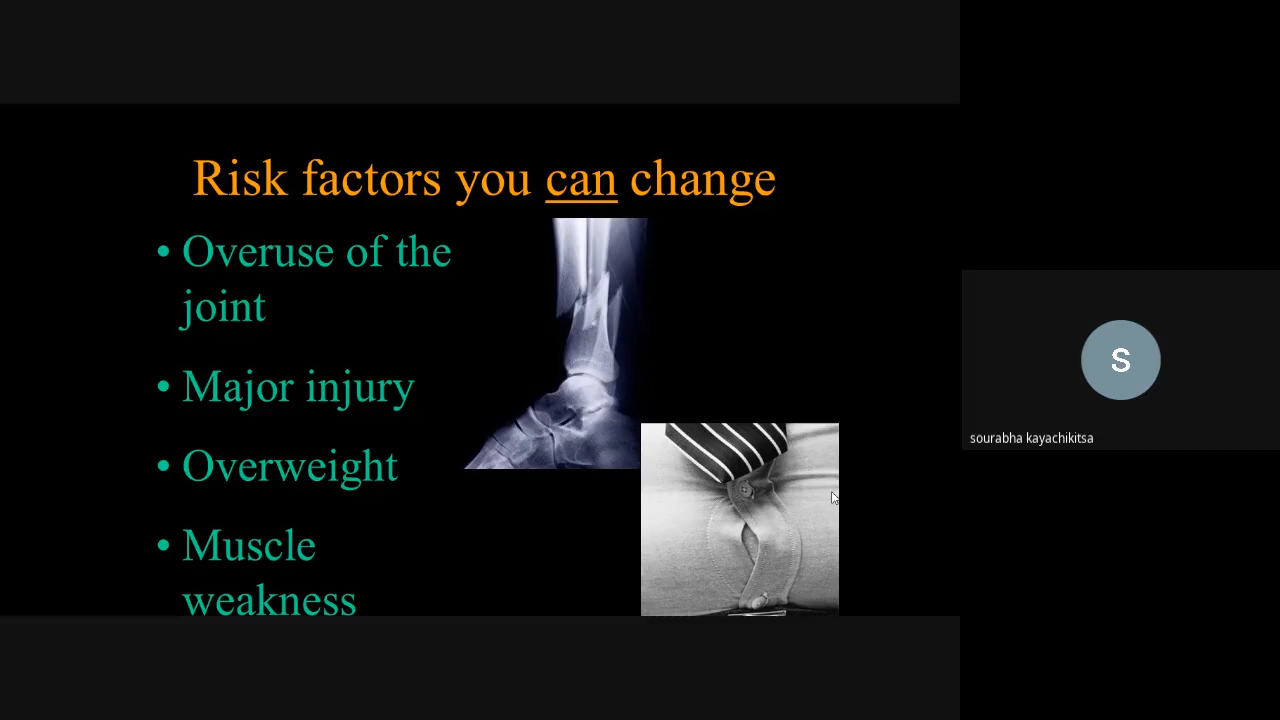 Risk factors you can change
• Overuse of the
joint
• Major injury
• Overweight
• Muscle
weakness
S
sourabha kayachikitsa